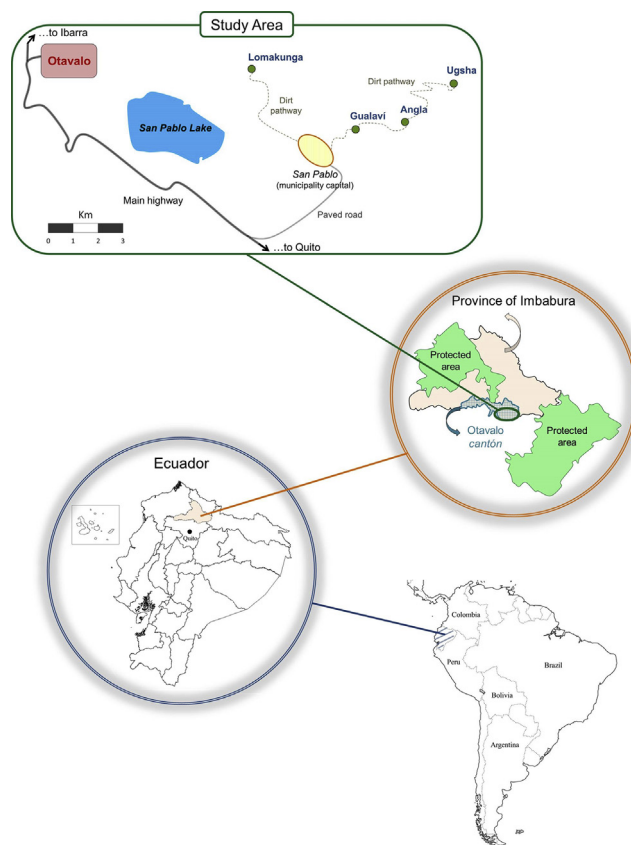 Study Area
...to Ibarra
Otavalo
Lomakunga
Ugsha
Dirt pathway
Dirt
pathway
Gualaví
Angla
San Pablo Lake
San Pablo
(municipality capital)
Main highway
Paved road
Km
0 1 2 3
...to Quito
Province of Imbabura
Protected
area
Otavalo
cantón
Protected
area
Ecuador
Quito
Colombia
Peru
Brazil
Bolivia
Argentina